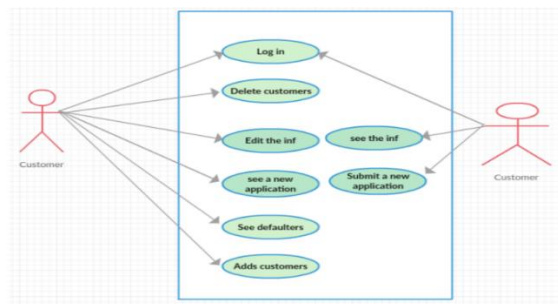 Log in
Delete customers
Edit the inf
see the inf
Customer
see a new
application
Submit a new
application
Customer
See defaulters
Adds customers